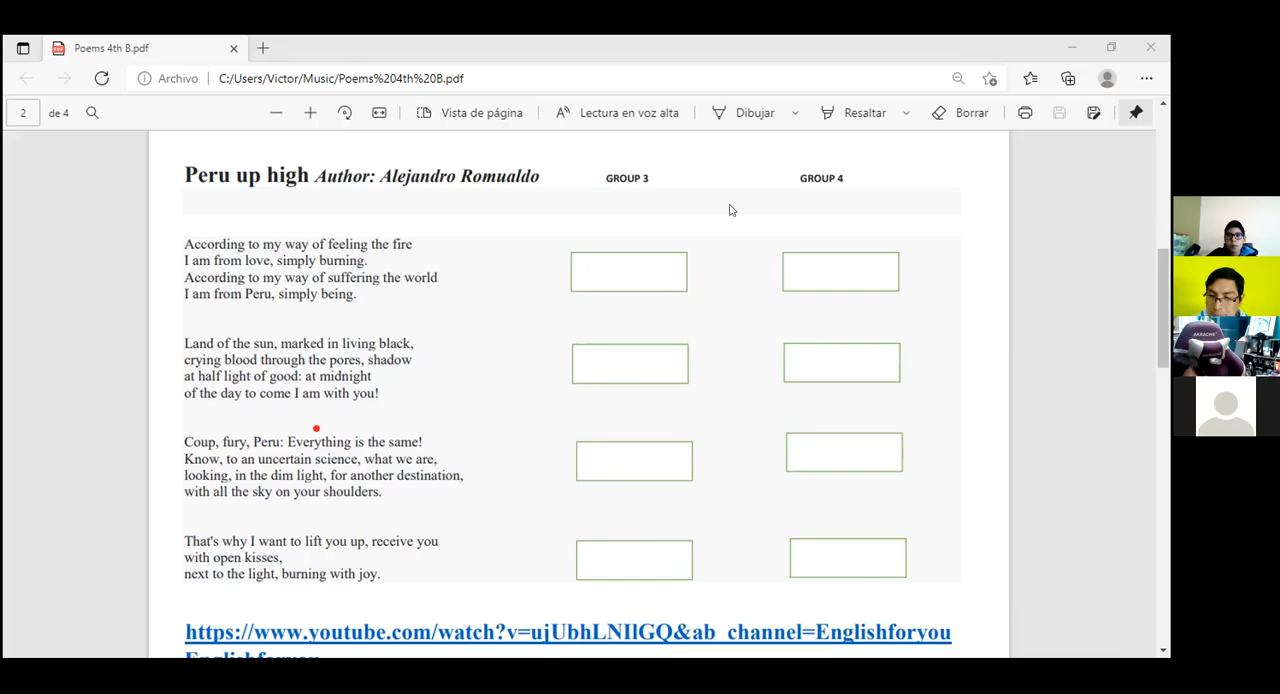 Poems 4th B.pdf
Archivo C:/Users/Victor/Music/Poems%204th%20B.pdf
2 de 4 Vista de página Lectura en voz alta Dibujar Resaltar Borrar
Peru up high Author: Alejandro Romualdo GROUP 3 GROUP 4
According to my way of feeling the fire
I am from love, simply burning.
According to my way of suffering the world
I am from Peru, simply being.
Land of the sun, marked in living black,
crying blood through the pores, shadow
at half light of good: at midnight
of the day to come I am with you!
Coup, fury, Peru: Everything is the same!
Know, to an uncertain science, what we are,
looking, in the dim light, for another destination,
with all the sky on your shoulders.
That's why I want to lift you up, receive you
with open kisses,
next to the light, burning with joy.
https://www.youtube.com/watch?v=ujUbhLNIlGQ&ab_channel=Englishforyou